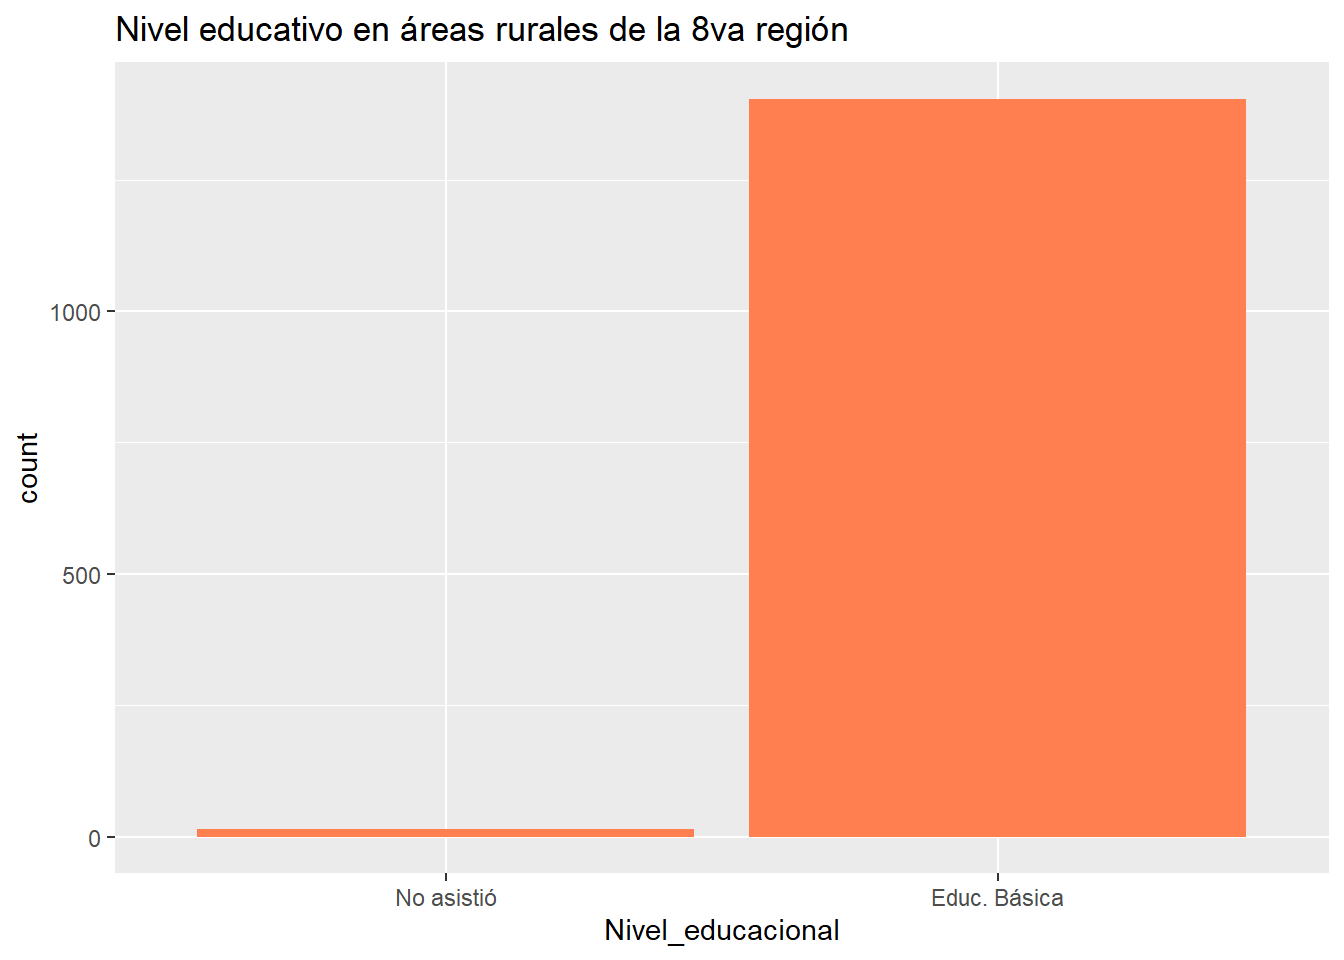 Nivel educativo en áreas rurales de la 8va región
count
1000
500
0
No asistió
Educ. Básica
Nivel_educacional